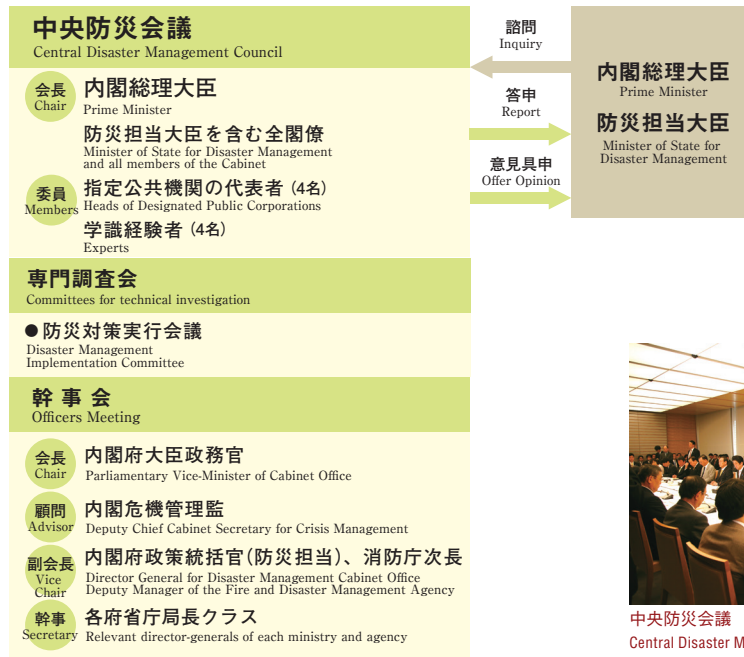 中央防災会議
Central Disaster Management Council
会長
Chair
内閣総理大臣
Prime Minister
防災担当大臣を含む全閣僚
Minister of State for Disaster Management
and all members of the Cabinet
委員
Members
指定公共機関の代表者 (4名)
Heads of Designated Public Corporations
学識経験者 (4名)
Experts
諮問
Inquiry
答申
Report
意見具申
Offer Opinion
内閣総理大臣
Prime Minister
防災担当大臣
Minister of State for
Disaster Management
専門調査会
Committees for technical investigation
●防災対策実行会議
Disaster Management
Implementation Committee
幹事会
Officers Meeting
会長
Chair
内閣府大臣政務官
Parliamentary Vice-Minister of Cabinet Office
顧問
Advisor
内閣危機管理監
Deputy Chief Cabinet Secretary for Crisis Management
副会長
Vice
Chair
内閣府政策統括官(防災担当)、消防庁次長
Director General for Disaster Management Cabinet Office
Deputy Manager of the Fire and Disaster Management Agency
幹事
Secretary
各府省庁局長クラス
Relevant director-generals of each ministry and agency
中央防災会議
Central Disaster M